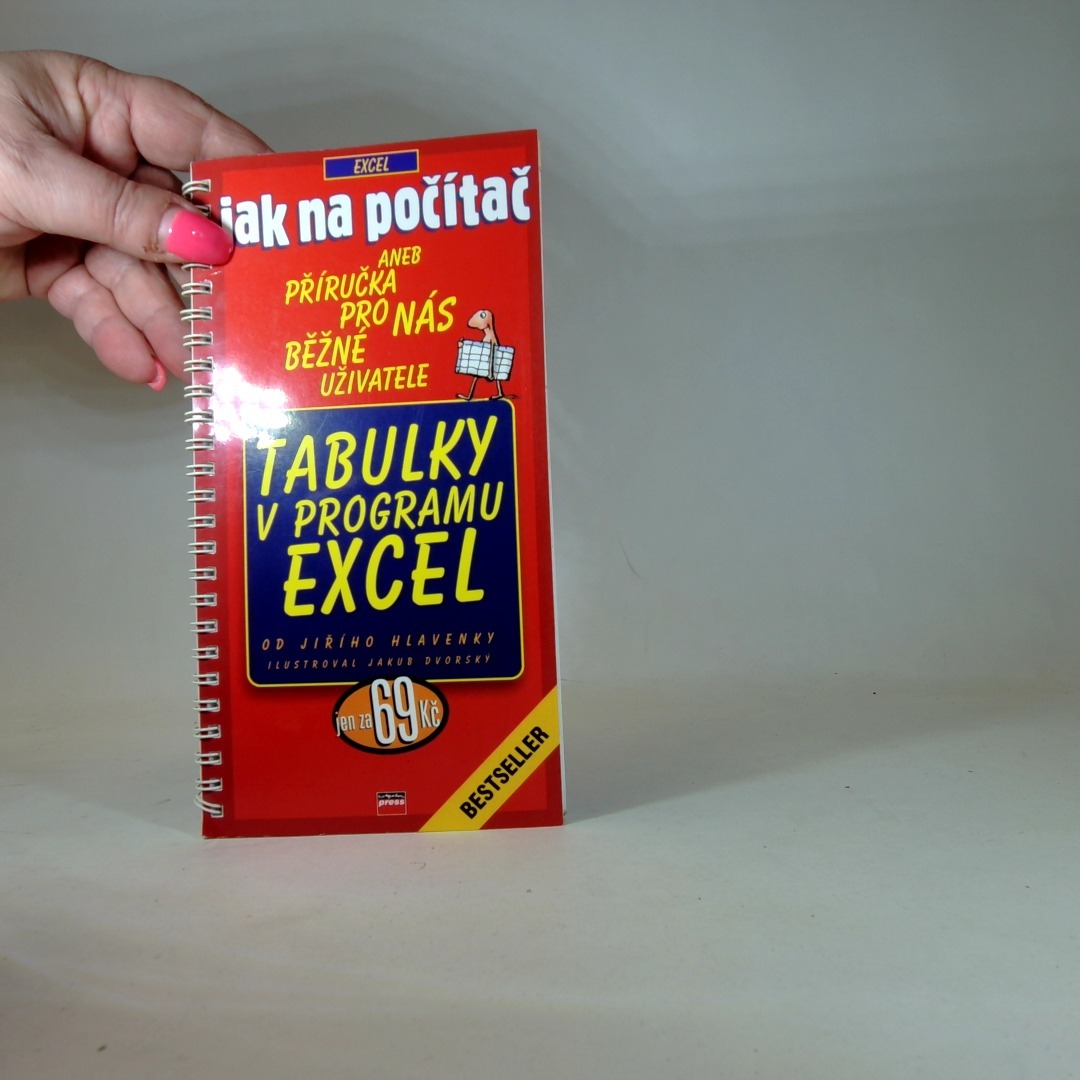 EXCEL
jak na počítač
ANEB
PŘÍRUČKA
PRO NÁS
BĚŽNÉ
UŽIVATELE
TABULKY
V PROGRAMU
EXCEL
OD JIŘÍHO HLAVENKY
ILUSTROVAL JAKUB DVORSKÝ
jen za 69 Kč
BESTSELLER
press